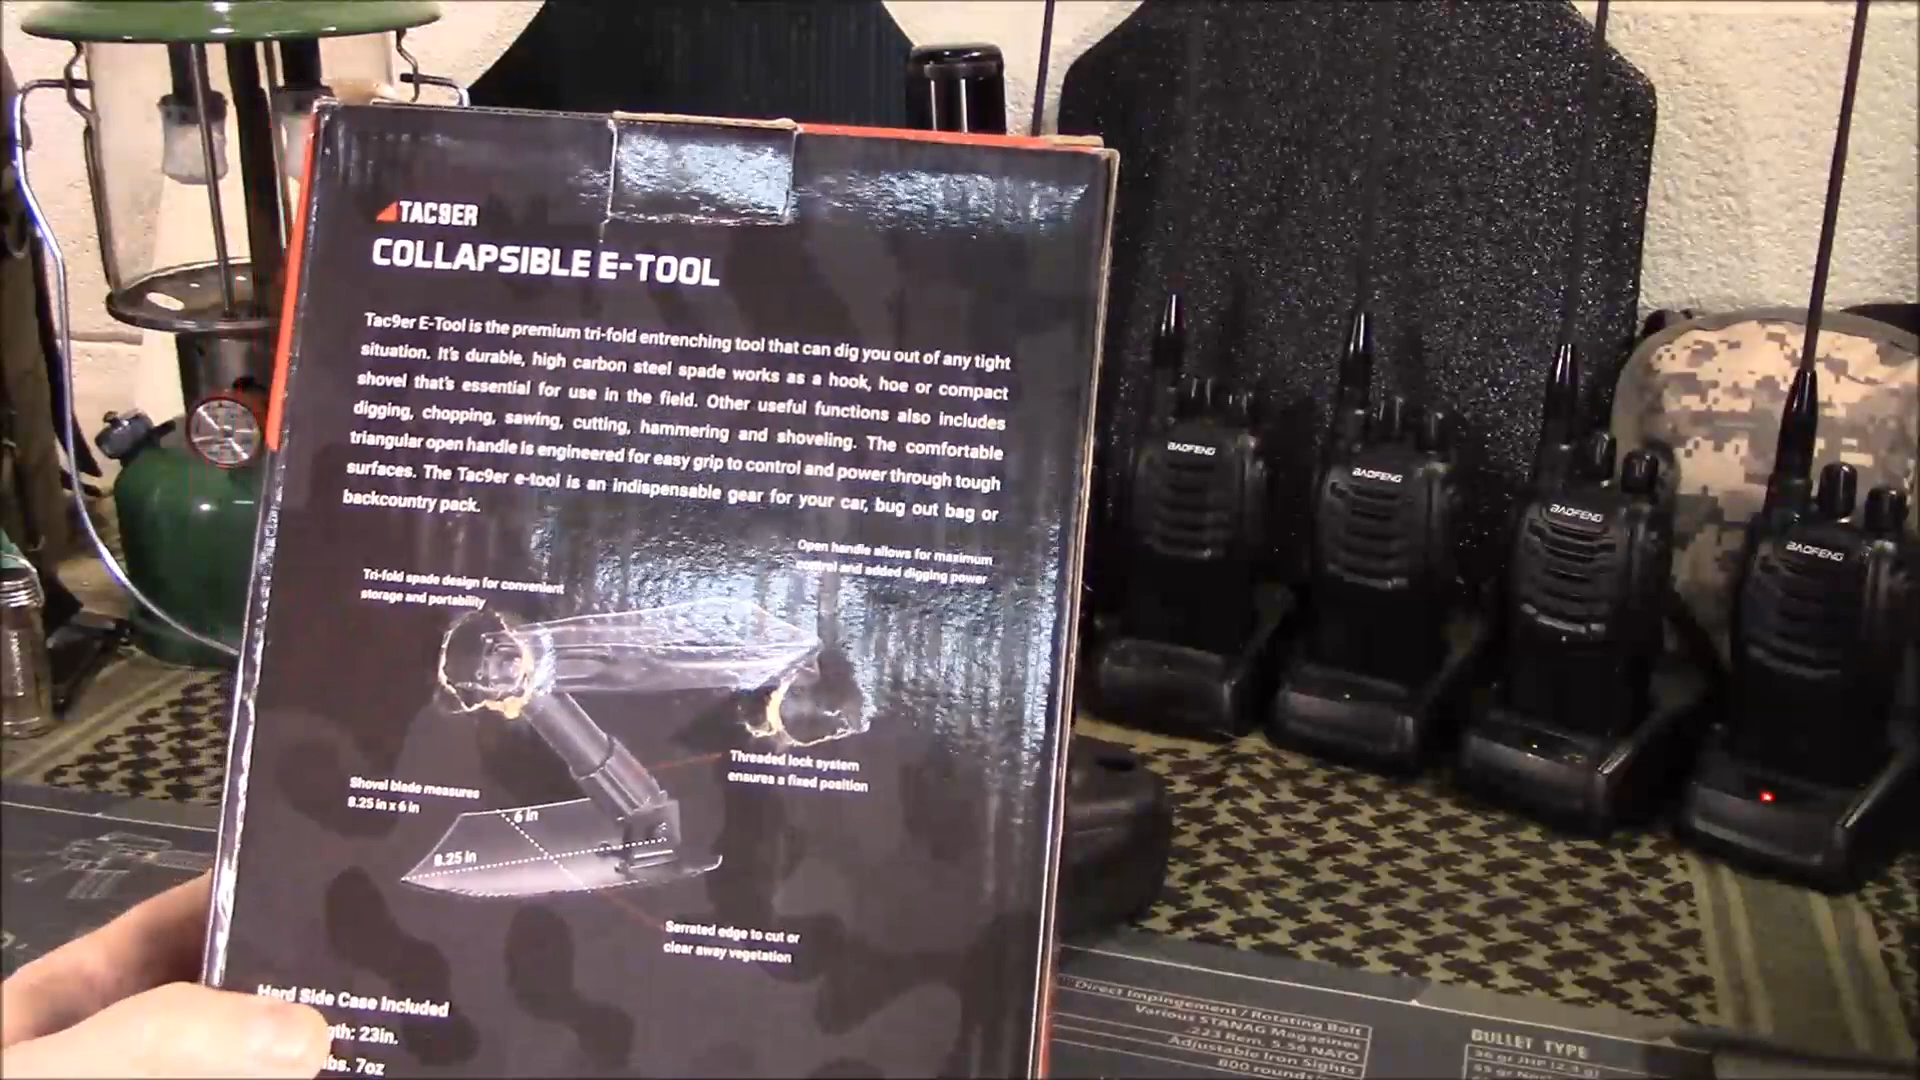 TAC9ER
COLLAPSIBLE E-TOOL
Tac9er E-Tool is the premium tri-fold entrenching tool that can dig you out of any tight
situation. It's durable, high carbon steel spade works as a hook, hoe or compact
shovel that's essential for use in the field. Other useful functions also includes
digging, chopping, sawing, cutting, hammering and shoveling. The comfortable
triangular open handle is engineered for easy grip to control and power through tough
surfaces. The Tac9er e-tool is an indispensable gear for your car, bug out bag or
backcountry pack.
Open handle allows for maximum
control and added digging power
Tri-fold spade design for convenient
storage and portability
Threaded lock system
ensures a fixed position
Shovel blade measures
8.25 in x 6 in
6 in
8.25 in
Serrated edge to cut or
clear away vegetation
Hard Side Case Included
23in.
7oz
BAOFENG
BAOFENG
BAOFENG
BAOFENG
Direct Impingement / Rotating Bolt
Various STANAG Magazines
.223 Rem, 5.56 NATO
Adjustable Iron Sights
800
BULLET TYPE